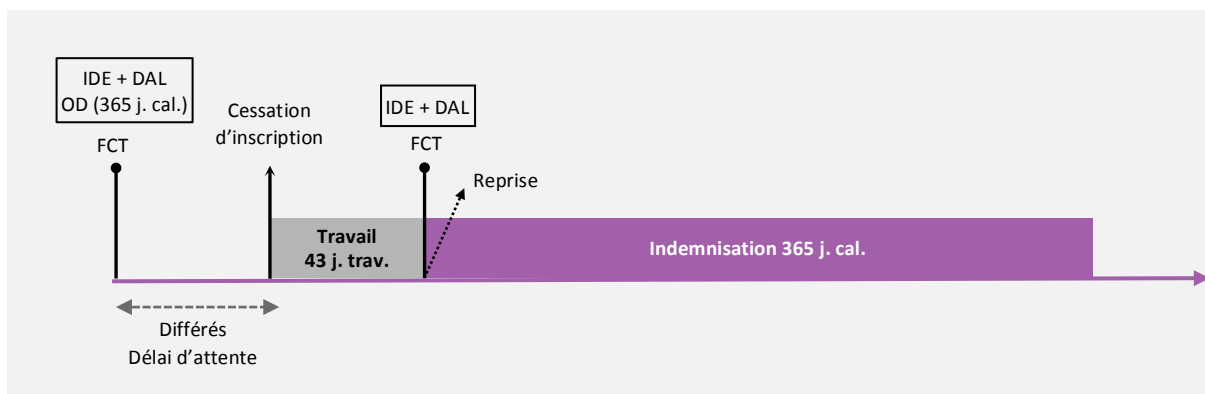 IDE + DAL
OD (365 j. cal.)
FCT
Cessation
d’inscription
IDE + DAL
FCT
Reprise
Travail
43 j. trav.
Indemnisation 365 j. cal.
Différés
Délai d’attente